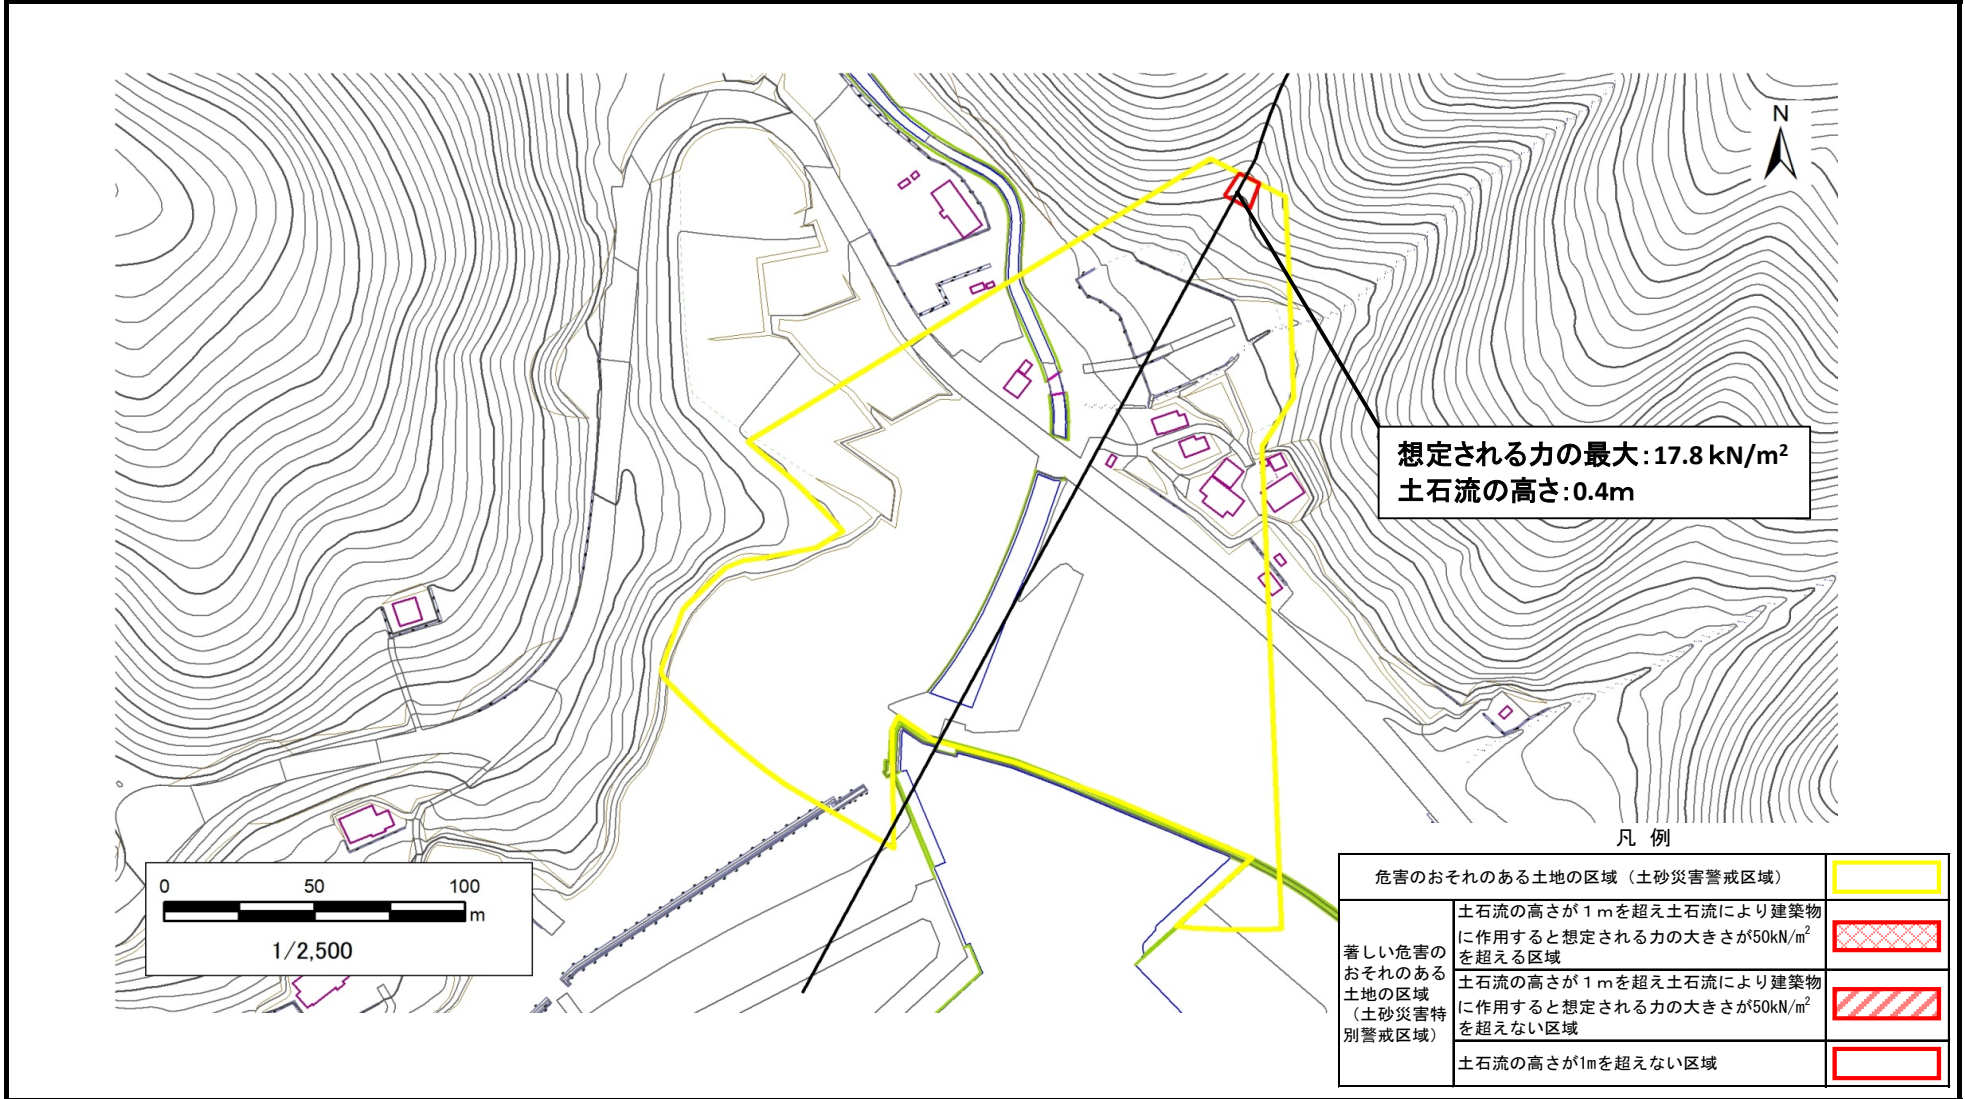 N
想定される力の最大:17.8 kN/m²
土石流の高さ:0.4m
凡 例
危害のおそれのある土地の区域（土砂災害警戒区域）
著しい危害の
おそれのある
土地の区域
（土砂災害特
別警戒区域）
土石流の高さが１ｍを超え土石流により建築物
に作用すると想定される力の大きさが50kN/㎡
を超える区域
土石流の高さが１ｍを超え土石流により建築物
に作用すると想定される力の大きさが50kN/㎡
を超えない区域
土石流の高さが1mを超えない区域
0 50 100
m
1/2,500